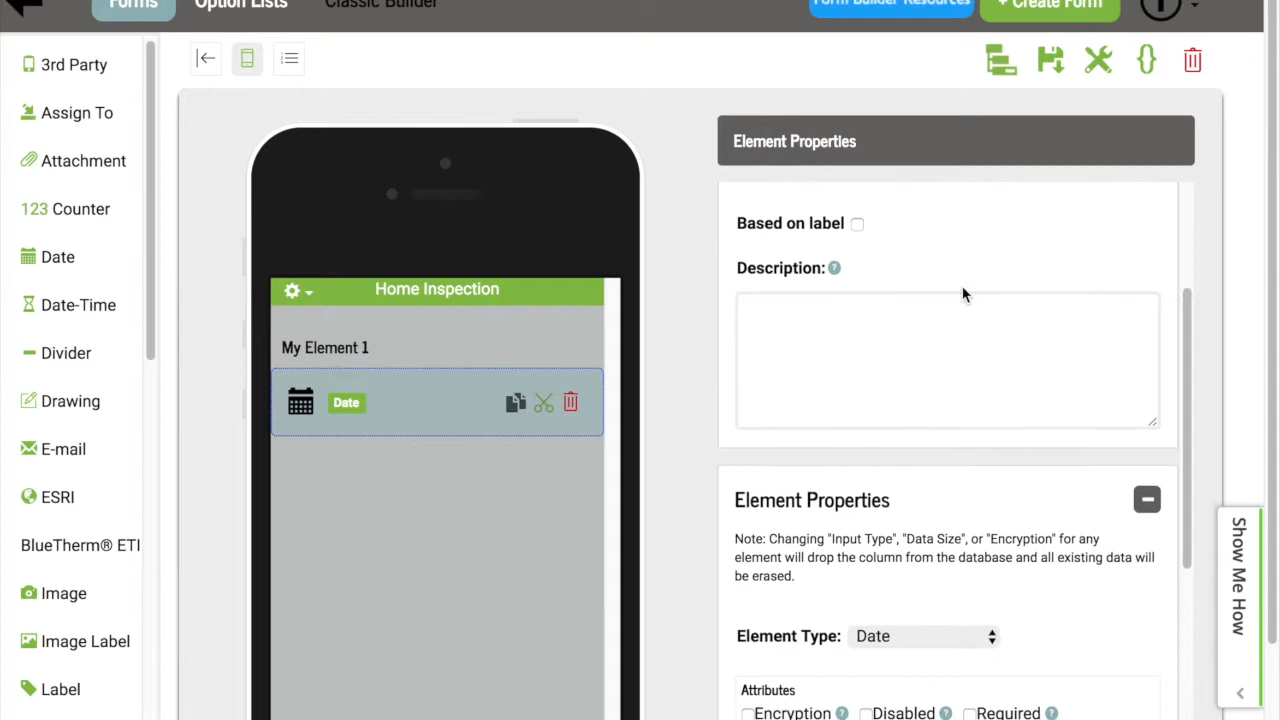 Forms
Option Lists
Classic Builder
Form Builder Resources
+ Create Form
3rd Party
Assign To
Attachment
123 Counter
Date
Date-Time
Divider
Drawing
E-mail
ESRI
BlueTherm® ETI
Image
Image Label
Label
Home Inspection
My Element 1
Date
Element Properties
Based on label
Description: ?
Element Properties
Note: Changing "Input Type", "Data Size", or "Encryption" for any
element will drop the column from the database and all existing data will
be erased.
Element Type: Date
Attributes
Encryption ? Disabled ? Required ?
Show Me How